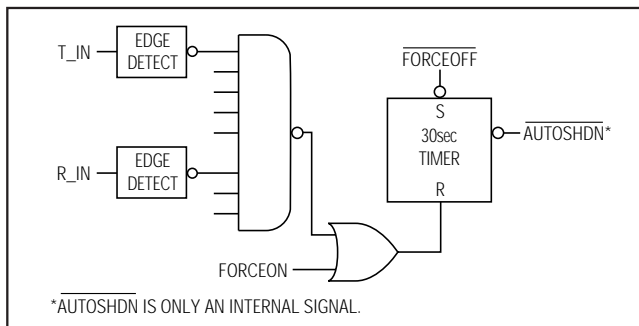 T_IN
EDGE
DETECT
R_IN
EDGE
DETECT
FORCEON
FORCEOFF
S
30sec
TIMER
R
AUTOSHDN*
*AUTOSHDN IS ONLY AN INTERNAL SIGNAL.